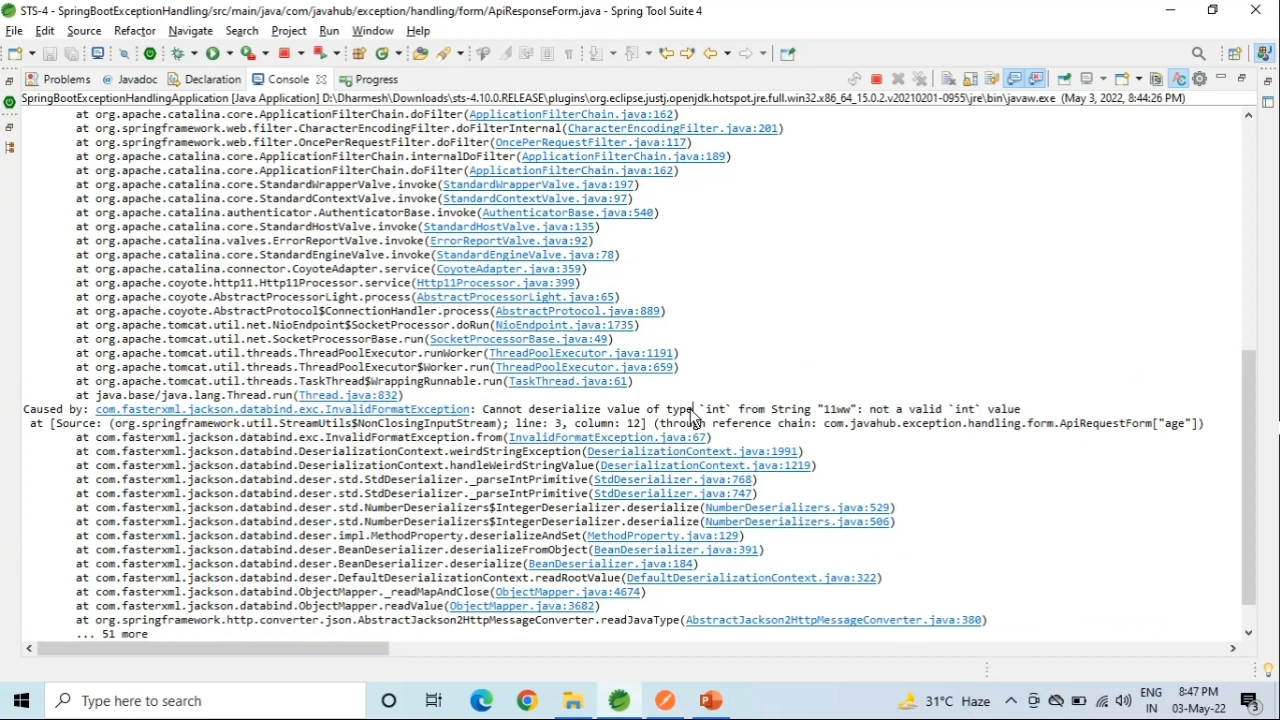 STS-4 - SpringBootExceptionHandling/src/main/java/com/javahub/exception/handling/form/ApiResponseForm.java - Spring Tool Suite 4
File Edit Source Refactor Navigate Search Project Run Window Help
Problems @ Javadoc Declaration Console Progress
SpringBootExceptionHandlingApplication [Java Application] D:\Dharmesh\Downloads\sts-4.10.0.RELEASE\plugins\org.eclipse.justj.openjdk.hotspot.jre.full.win32.x86_64_15.0.2.v20210201-0955\jre\bin\javaw.exe (May 3, 2022, 8:44:26 PM)
at org.apache.catalina.core.ApplicationFilterChain.doFilter(ApplicationFilterChain.java:162)
at org.springframework.web.filter.CharacterEncodingFilter.doFilterInternal(CharacterEncodingFilter.java:201)
at org.springframework.web.filter.OncePerRequestFilter.doFilter(OncePerRequestFilter.java:117)
at org.apache.catalina.core.ApplicationFilterChain.internalDoFilter(ApplicationFilterChain.java:189)
at org.apache.catalina.core.ApplicationFilterChain.doFilter(ApplicationFilterChain.java:162)
at org.apache.catalina.core.StandardWrapperValve.invoke(StandardWrapperValve.java:197)
at org.apache.catalina.core.StandardContextValve.invoke(StandardContextValve.java:97)
at org.apache.catalina.authenticator.AuthenticatorBase.invoke(AuthenticatorBase.java:540)
at org.apache.catalina.core.StandardHostValve.invoke(StandardHostValve.java:135)
at org.apache.catalina.valves.ErrorReportValve.invoke(ErrorReportValve.java:92)
at org.apache.catalina.core.StandardEngineValve.invoke(StandardEngineValve.java:78)
at org.apache.catalina.connector.CoyoteAdapter.service(CoyoteAdapter.java:359)
at org.apache.coyote.http11.Http11Processor.service(Http11Processor.java:399)
at org.apache.coyote.AbstractProcessorLight.process(AbstractProcessorLight.java:65)
at org.apache.coyote.AbstractProtocol$ConnectionHandler.process(AbstractProtocol.java:889)
at org.apache.tomcat.util.net.NioEndpoint$SocketProcessor.doRun(NioEndpoint.java:1735)
at org.apache.tomcat.util.net.SocketProcessorBase.run(SocketProcessorBase.java:49)
at org.apache.tomcat.util.threads.ThreadPoolExecutor.runWorker(ThreadPoolExecutor.java:1191)
at org.apache.tomcat.util.threads.ThreadPoolExecutor$Worker.run(ThreadPoolExecutor.java:659)
at org.apache.tomcat.util.threads.TaskThread$WrappingRunnable.run(TaskThread.java:61)
at java.base/java.lang.Thread.run(Thread.java:832)
Caused by: com.fasterxml.jackson.databind.exc.InvalidFormatException: Cannot deserialize value of type `int` from String "11ww": not a valid `int` value
at [Source: (org.springframework.util.StreamUtils$NonClosingInputStream); line: 3, column: 12] (through reference chain: com.javahub.exception.handling.form.ApiRequestForm["age"])
at com.fasterxml.jackson.databind.exc.InvalidFormatException.from(InvalidFormatException.java:67)
at com.fasterxml.jackson.databind.DeserializationContext.weirdStringException(DeserializationContext.java:1991)
at com.fasterxml.jackson.databind.DeserializationContext.handleWeirdStringValue(DeserializationContext.java:1219)
at com.fasterxml.jackson.databind.deser.std.StdDeserializer._parseIntPrimitive(StdDeserializer.java:768)
at com.fasterxml.jackson.databind.deser.std.StdDeserializer._parseIntPrimitive(StdDeserializer.java:747)
at com.fasterxml.jackson.databind.deser.std.NumberDeserializers$IntegerDeserializer.deserialize(NumberDeserializers.java:529)
at com.fasterxml.jackson.databind.deser.std.NumberDeserializers$IntegerDeserializer.deserialize(NumberDeserializers.java:506)
at com.fasterxml.jackson.databind.deser.impl.MethodProperty.deserializeAndSet(MethodProperty.java:129)
at com.fasterxml.jackson.databind.deser.BeanDeserializer.deserializeFromObject(BeanDeserializer.java:391)
at com.fasterxml.jackson.databind.deser.BeanDeserializer.deserialize(BeanDeserializer.java:184)
at com.fasterxml.jackson.databind.deser.DefaultDeserializationContext.readRootValue(DefaultDeserializationContext.java:322)
at com.fasterxml.jackson.databind.ObjectMapper._readMapAndClose(ObjectMapper.java:4674)
at com.fasterxml.jackson.databind.ObjectMapper.readValue(ObjectMapper.java:3682)
at org.springframework.http.converter.json.AbstractJackson2HttpMessageConverter.readJavaType(AbstractJackson2HttpMessageConverter.java:380)
... 51 more
Type here to search
31°C Haze
ENG
IN
8:47 PM
03-May-22
3